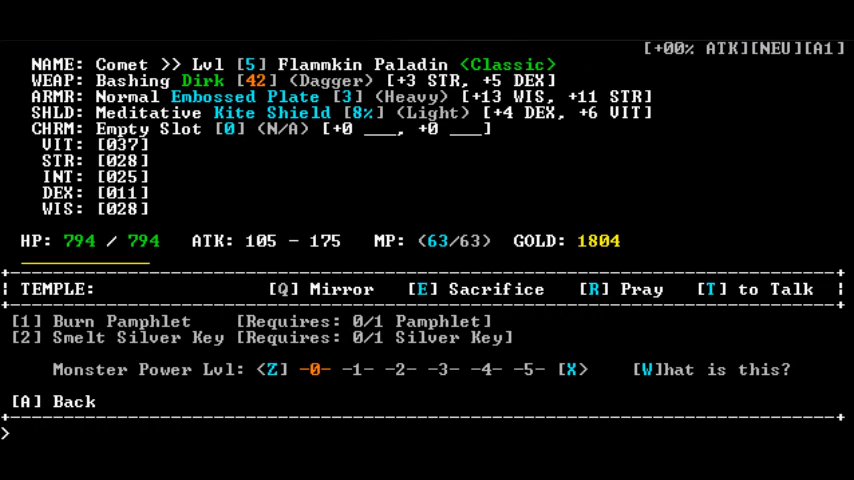 [+00% ATK][NEU][A1]
NAME: Comet >> Lvl [5] Flammkin Paladin <Classic>
WEAP: Bashing Dirk [42] (Dagger) [+3 STR, +5 DEX]
ARMR: Normal Embossed Plate [3] (Heavy) [+13 WIS, +11 STR]
SHLD: Meditative Kite Shield [8%] (Light) [+4 DEX, +6 VIT]
CHRM: Empty Slot [0] (N/A) [+0 ___, +0 ___]
VIT: [037]
STR: [028]
INT: [025]
DEX: [011]
WIS: [028]
HP: 794 / 794 ATK: 105 - 175 MP: (63/63) GOLD: 1804
TEMPLE: [Q] Mirror [E] Sacrifice [R] Pray [T] to Talk
[1] Burn Pamphlet [Requires: 0/1 Pamphlet]
[2] Smelt Silver Key [Requires: 0/1 Silver Key]
Monster Power Lvl: <Z] -0- -1- -2- -3- -4- -5- [X> [W]hat is this?
[A] Back
>